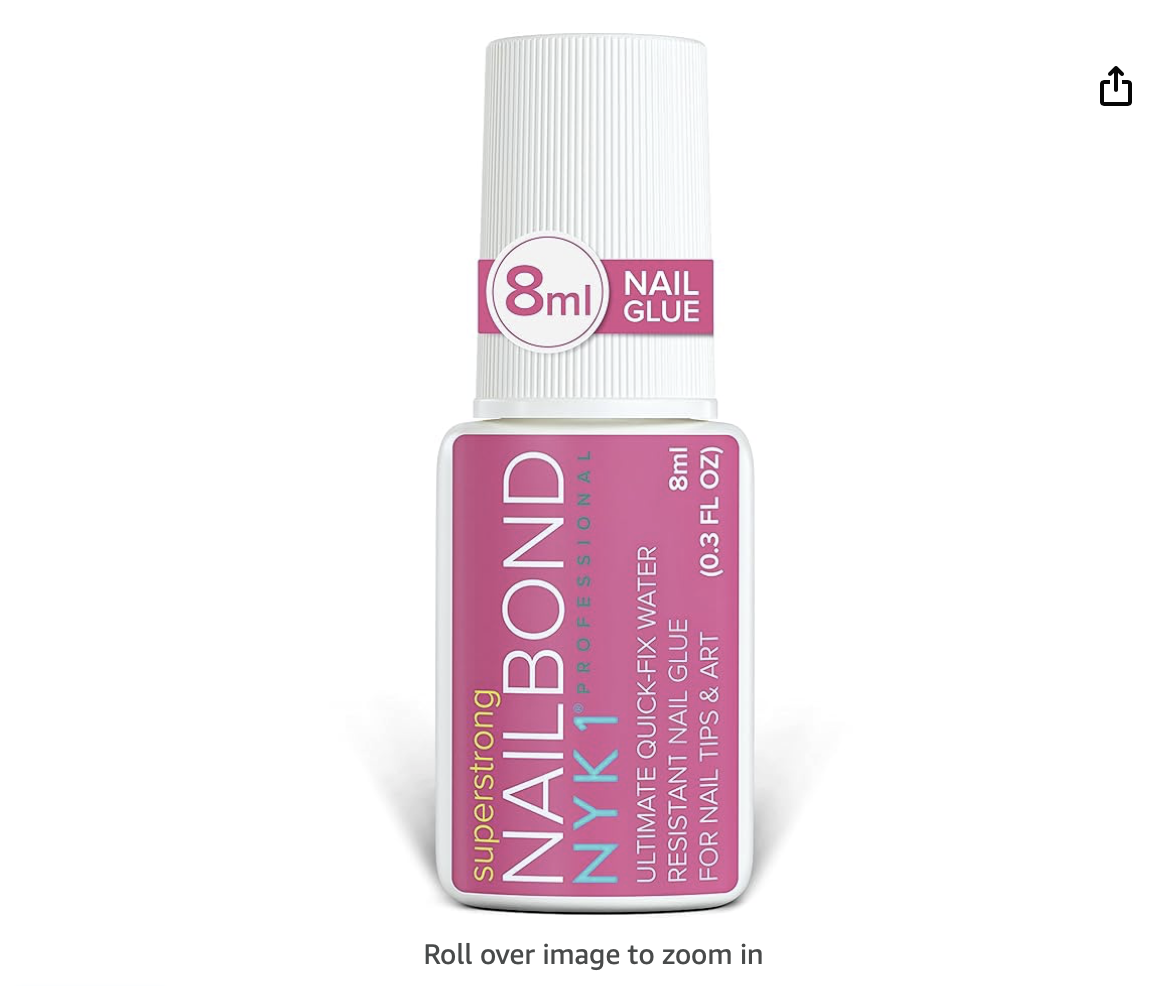 8ml
NAIL
GLUE
superstrong
NAILBOND
NYK1® PROFESSIONAL
ULTIMATE QUICK-FIX WATER
RESISTANT NAIL GLUE
FOR NAIL TIPS & ART
8ml
(0.3 FL OZ)
Roll over image to zoom in